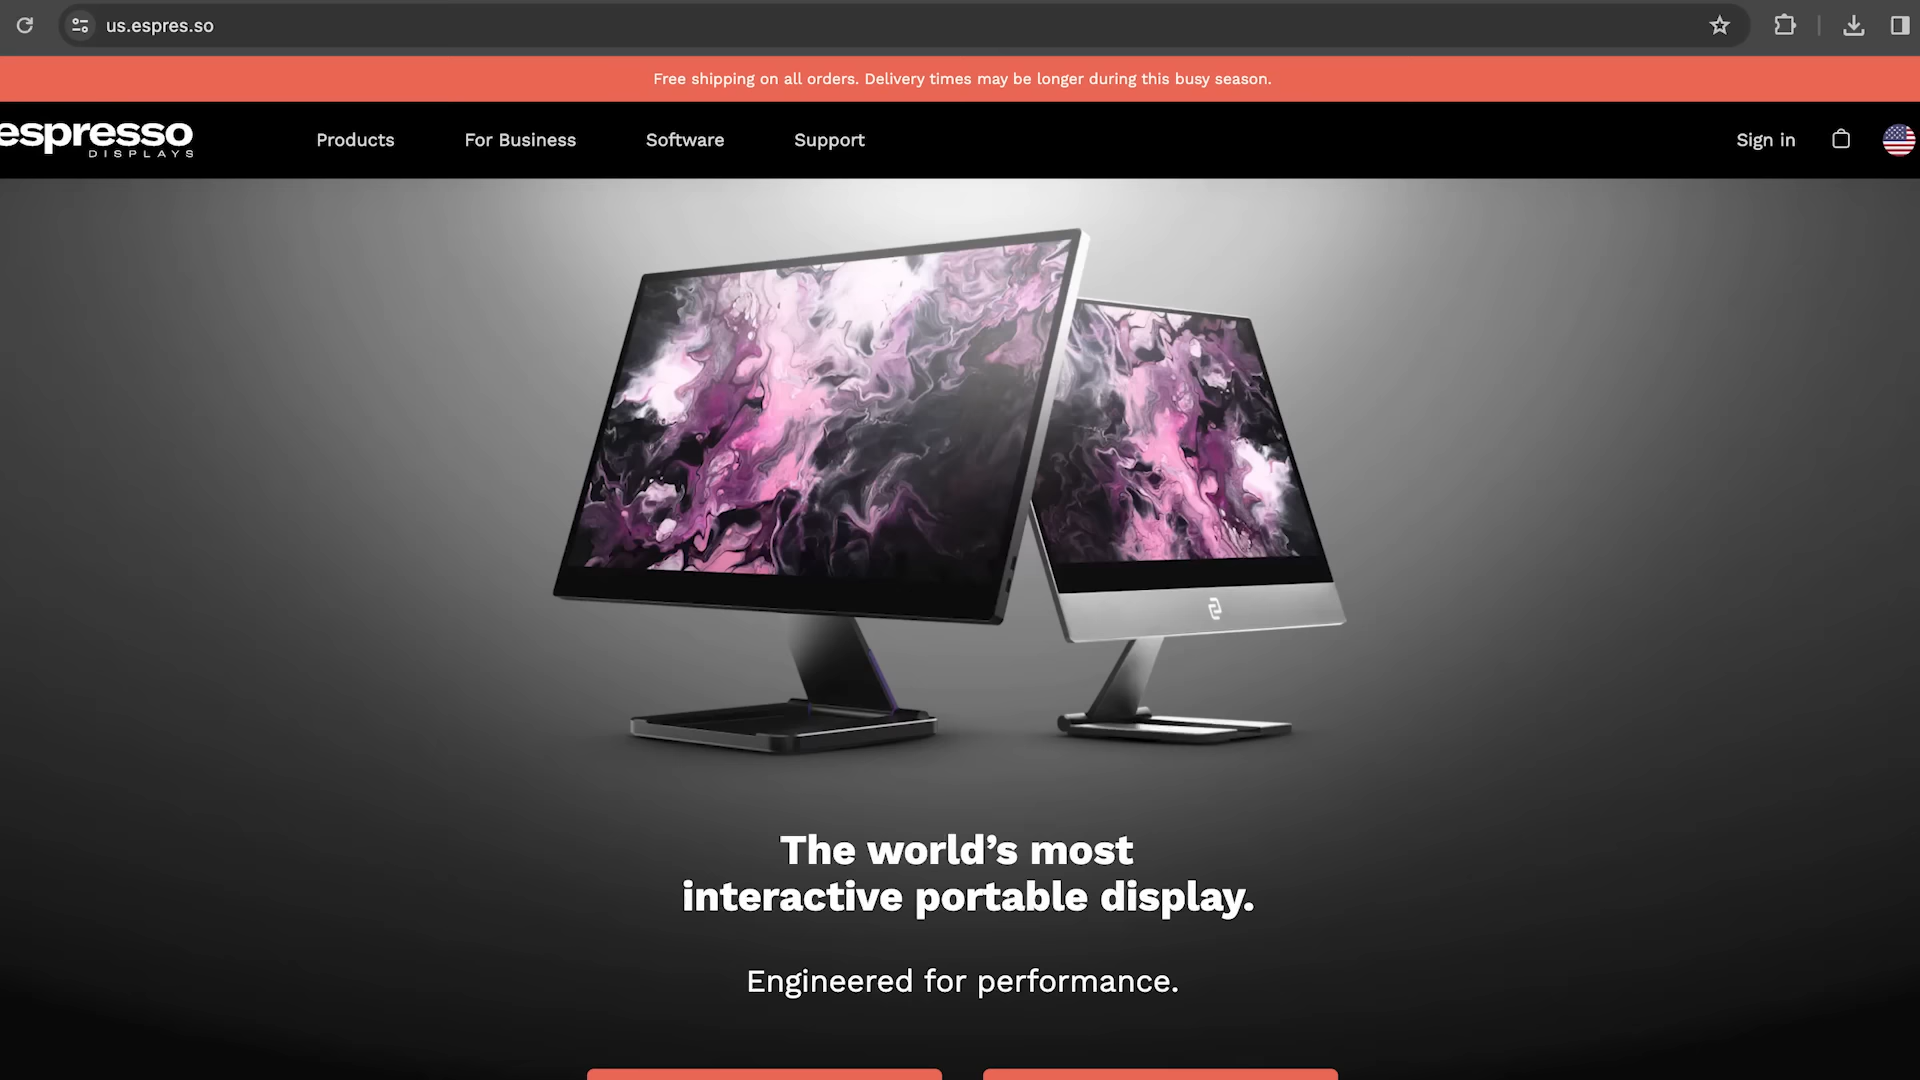 us.espres.so
Free shipping on all orders. Delivery times may be longer during this busy season.
espresso
DISPLAYS
Products
For Business
Software
Support
Sign in
The world’s most
interactive portable display.
Engineered for performance.